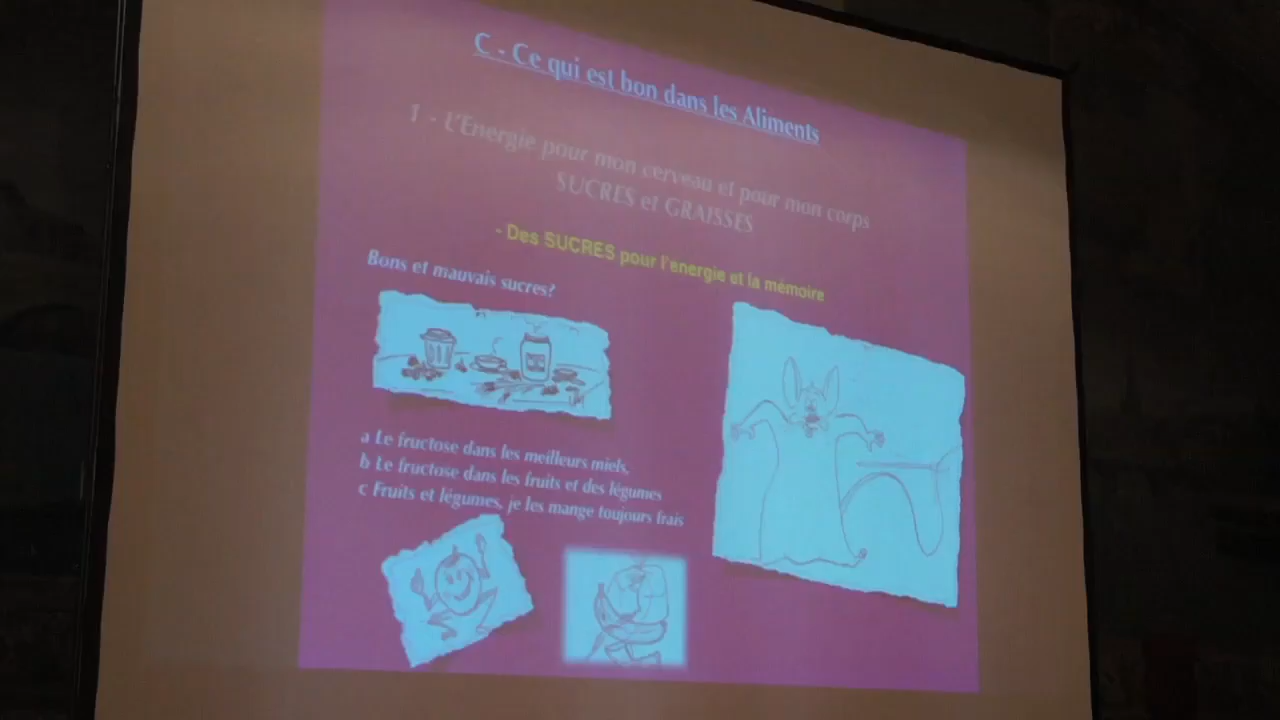 C - Ce qui est bon dans les Aliments
1 - L'Energie pour mon cerveau et pour mon corps
SUCRES et GRAISSES
- Des SUCRES pour l'energie et la mémoire
Bons et mauvais sucres?
a Le fructose dans les meilleurs miels,
b Le fructose dans les fruits et des légumes
c Fruits et légumes, je les mange toujours frais